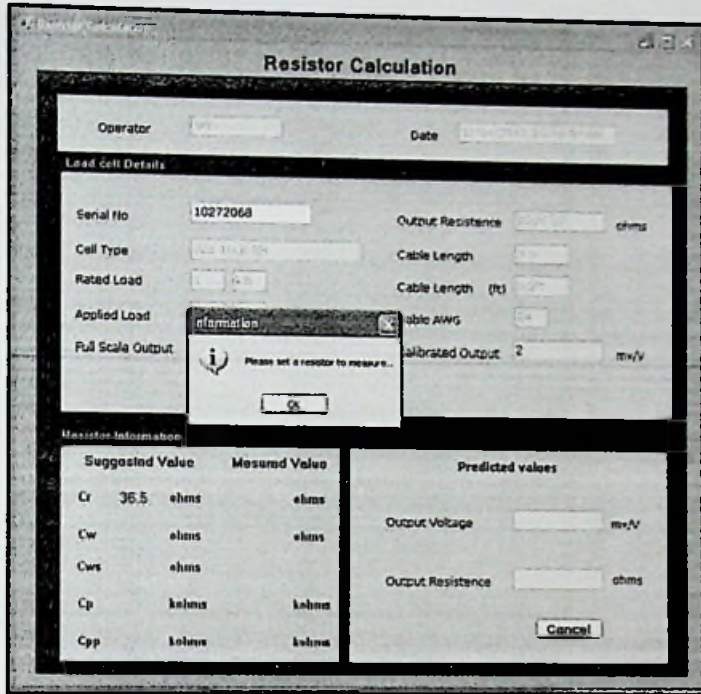 Resistor Calculation
Operator
Date
Load cell Details
Serial No 10272068
Output Resistence ohms
Cell Type
Cable Length
Rated Load
Cable Length (ft)
Applied Load
able AWG
Full Scala Output
alibrated Output 2 mv/V
nformation
Please set a resistor to measure...
OK
Resistor Information
Suggested Value Mesured Value
Cr 36.5 ohms ohms
Cw ohms ohms
Cws ohms
Cp kohms kohms
Cpp kohms kohms
Predicted values
Output Voltage mv/V
Output Resistence ohms
Cancel